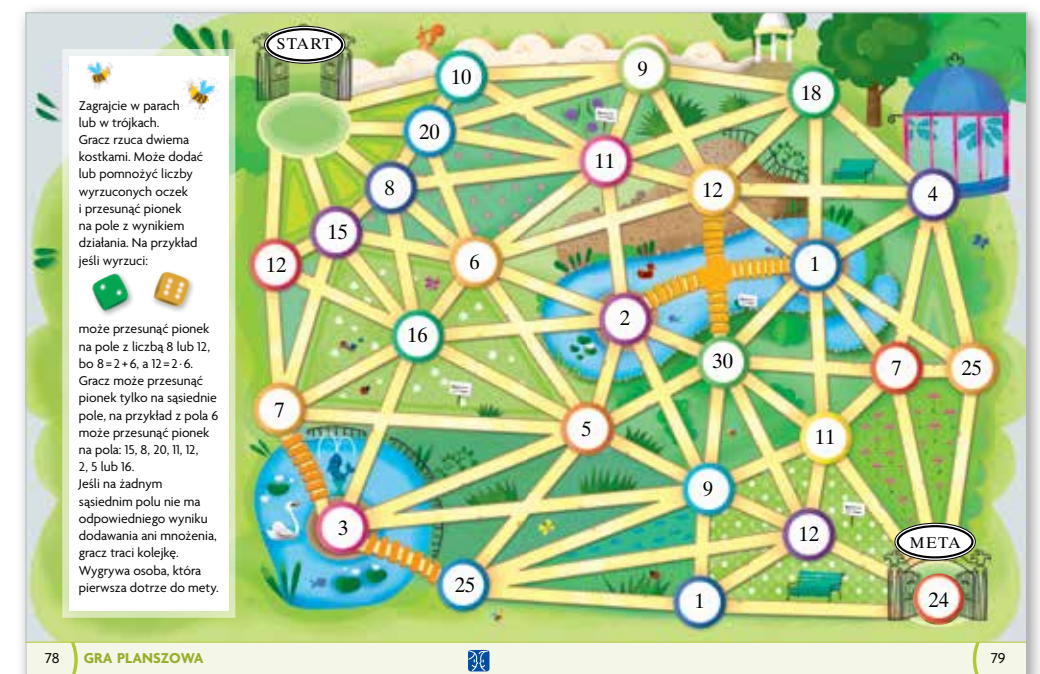 START
Zagrajcie w parach
lub w trójkach.
Gracz rzuca dwiema
kostkami. Może dodać
lub pomnożyć liczby
wyrzuconych oczek
i przesunąć pionek
na pole z wynikiem
działania. Na przykład
jeśli wyrzuci:
może przesunąć pionek
na pole z liczbą 8 lub 12,
bo 8 = 2 + 6, a 12 = 2 · 6.
Gracz może przesunąć
pionek tylko na sąsiednie
pole, na przykład z pola 6
może przesunąć pionek
na pola: 15, 8, 20, 11, 12,
2, 5 lub 16.
Jeśli na żadnym
sąsiednim polu nie ma
odpowiedniego wyniku
dodawania ani mnożenia,
gracz traci kolejkę.
Wygrywa osoba, która
pierwsza dotrze do mety.
10
9
18
20
11
8
12
4
15
12
6
1
2
16
30
7
25
7
5
11
9
3
12
META
25
1
24
78
GRA PLANSZOWA
79